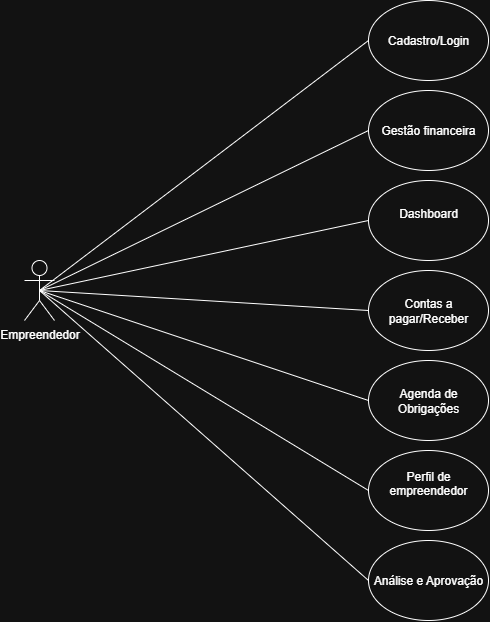 Cadastro/Login
Gestão financeira
Dashboard
Contas a
pagar/Receber
Empreendedor
Agenda de
Obrigações
Perfil de
empreendedor
Análise e Aprovação